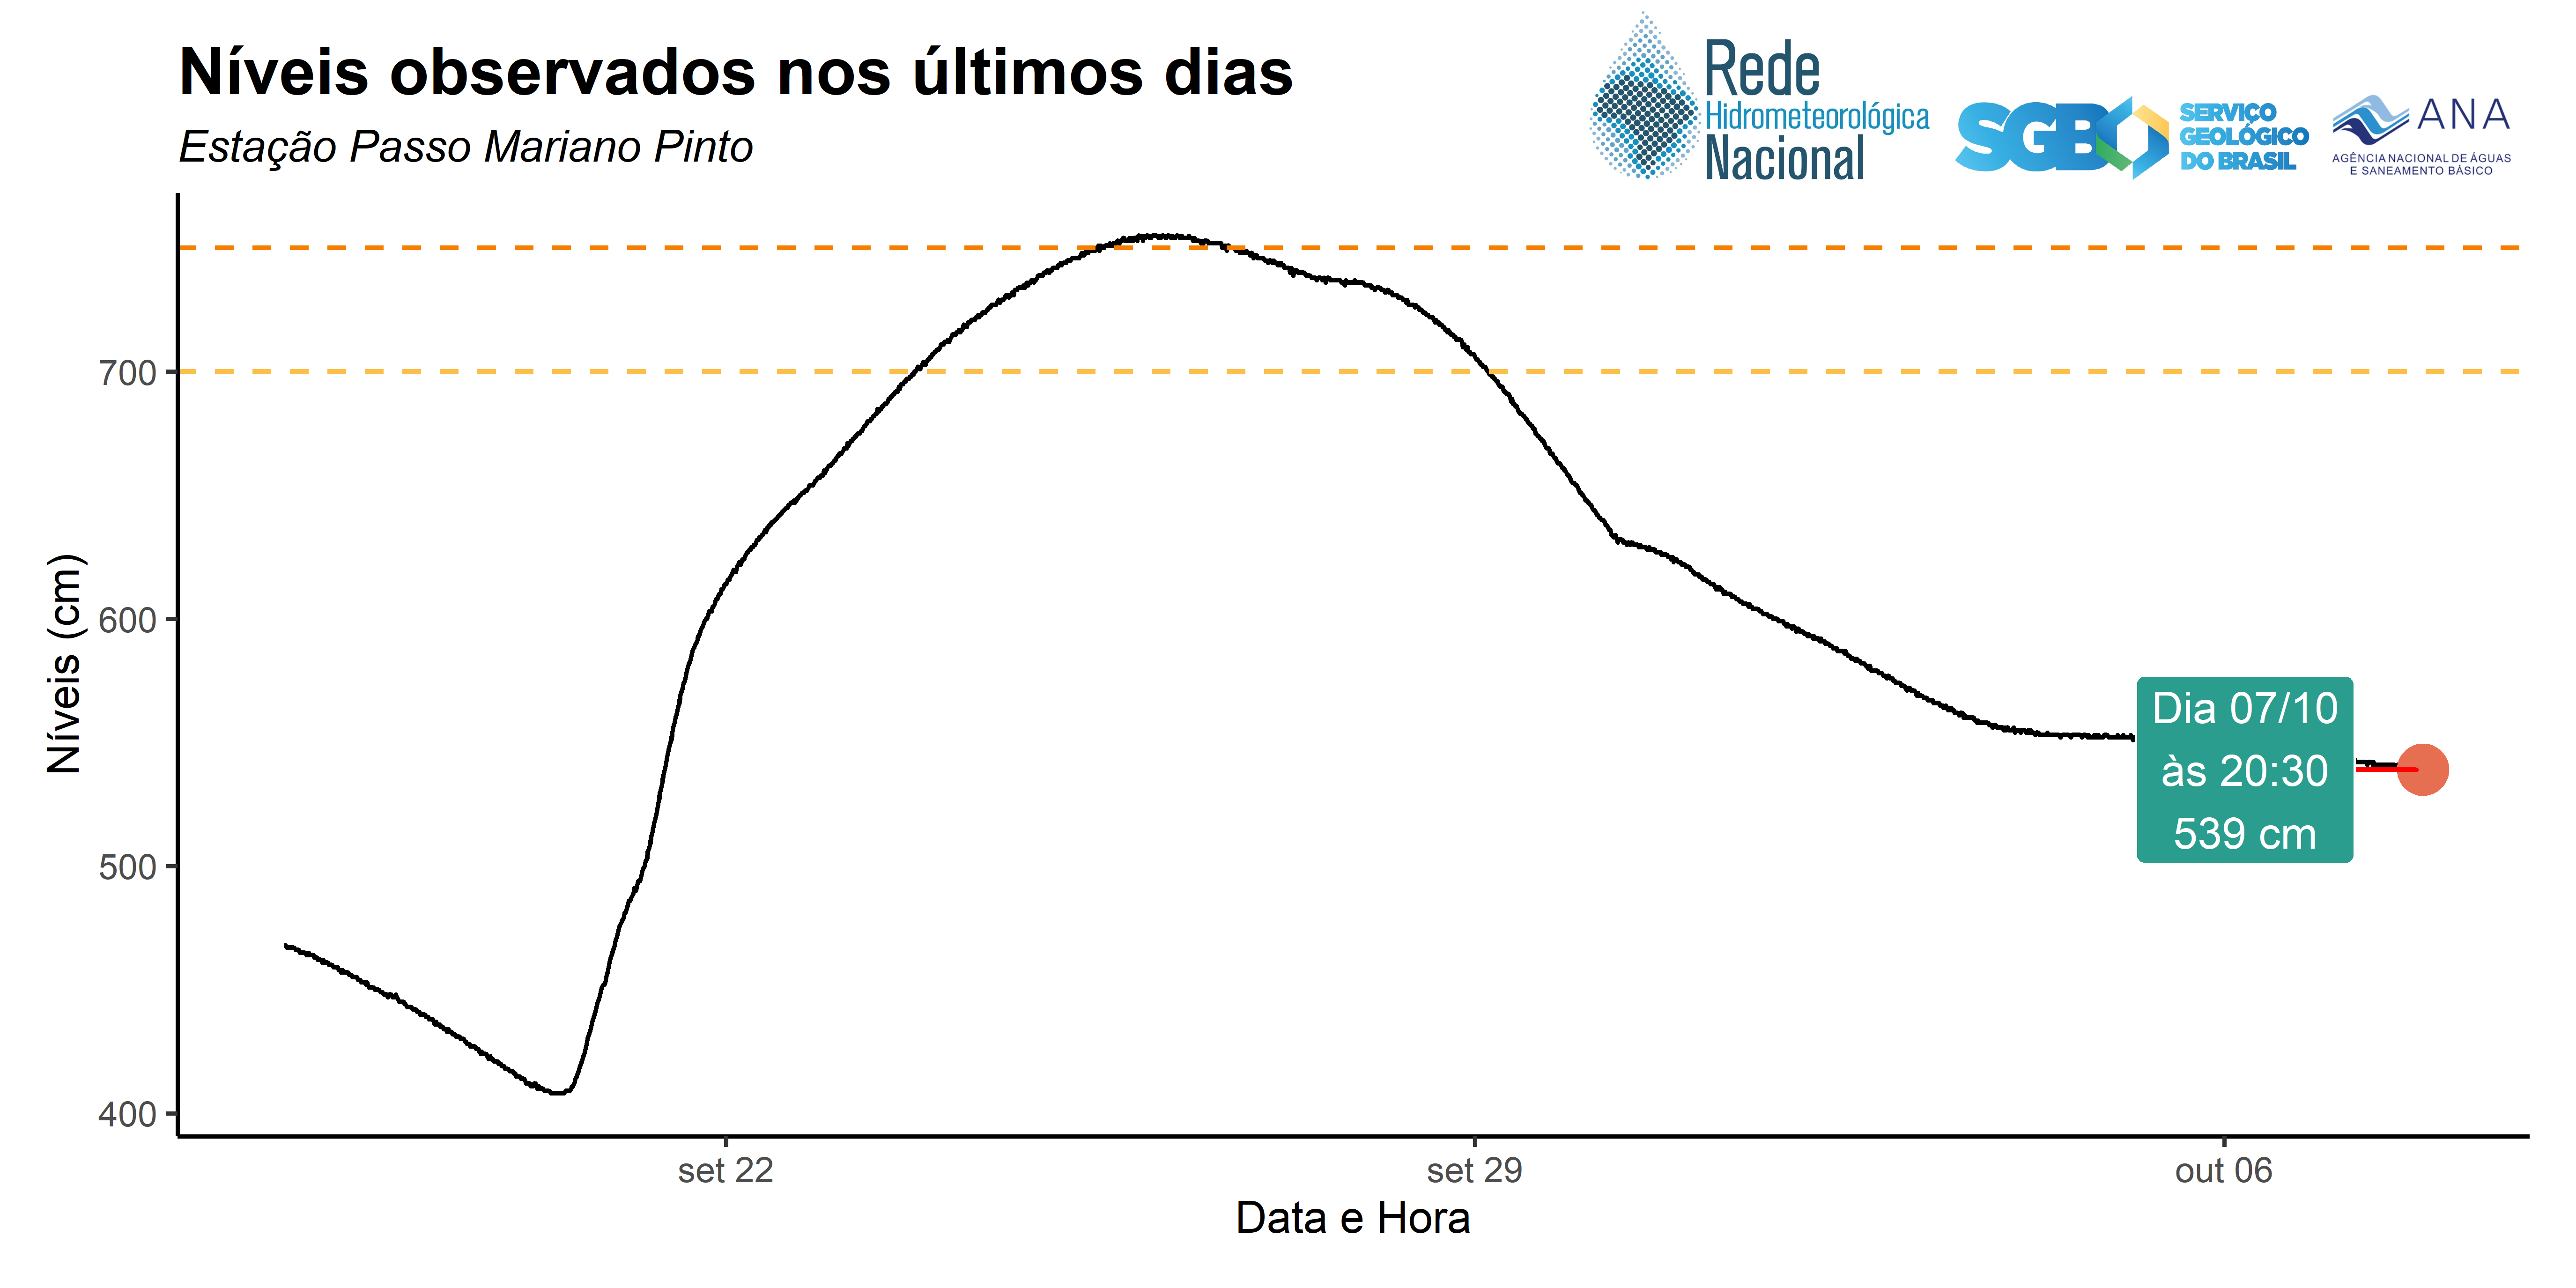 Níveis observados nos últimos dias
Estação Passo Mariano Pinto
Rede
Hidrometeorológica
Nacional
SGB
SERVIÇO
GEOLÓGICO
DO BRASIL
ANA
AGÊNCIA NACIONAL DE ÁGUAS
E SANEAMENTO BÁSICO
Níveis (cm)
700
600
500
400
Dia 07/10
às 20:30
539 cm
set 22
set 29
out 06
Data e Hora